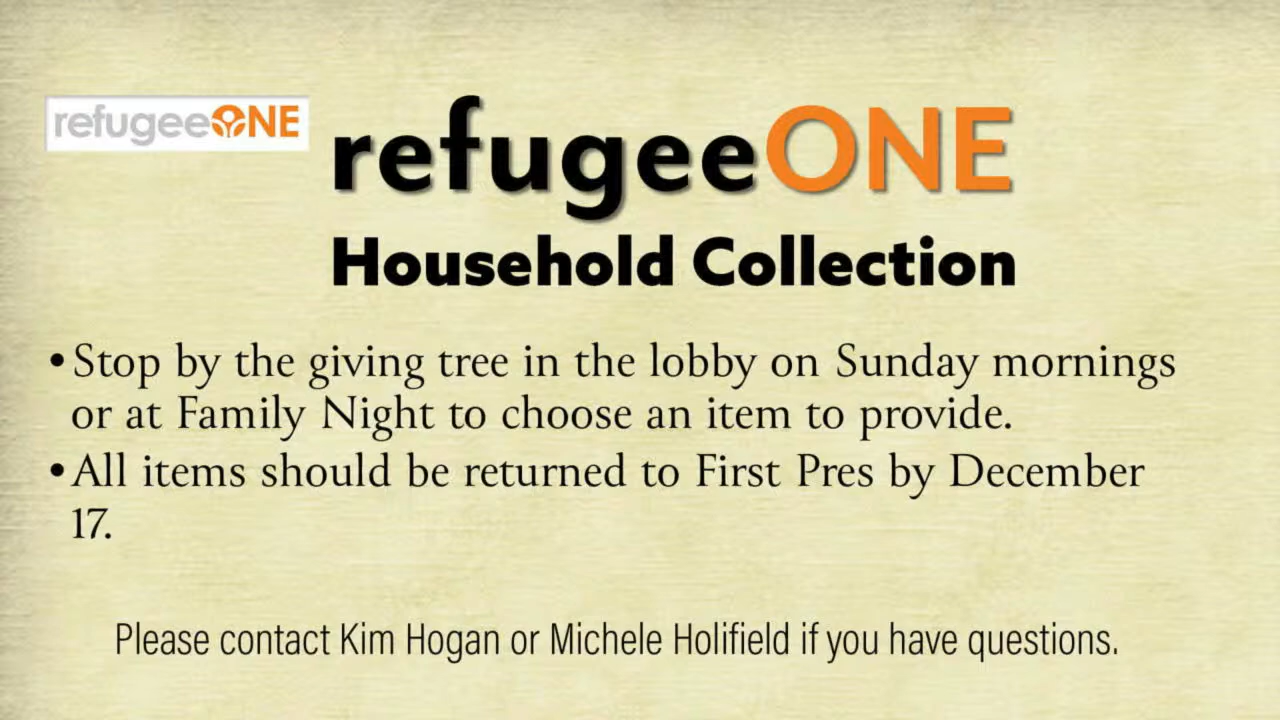 refugeeONE
refugeeONE
Household Collection
•Stop by the giving tree in the lobby on Sunday mornings
or at Family Night to choose an item to provide.
•All items should be returned to First Pres by December
17.
Please contact Kim Hogan or Michele Holifield if you have questions.